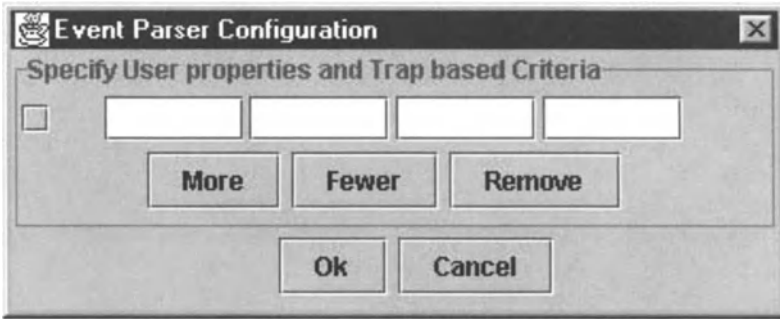 Event Parser Configuration
Specify User properties and Trap based Criteria
More Fewer Remove
Ok Cancel